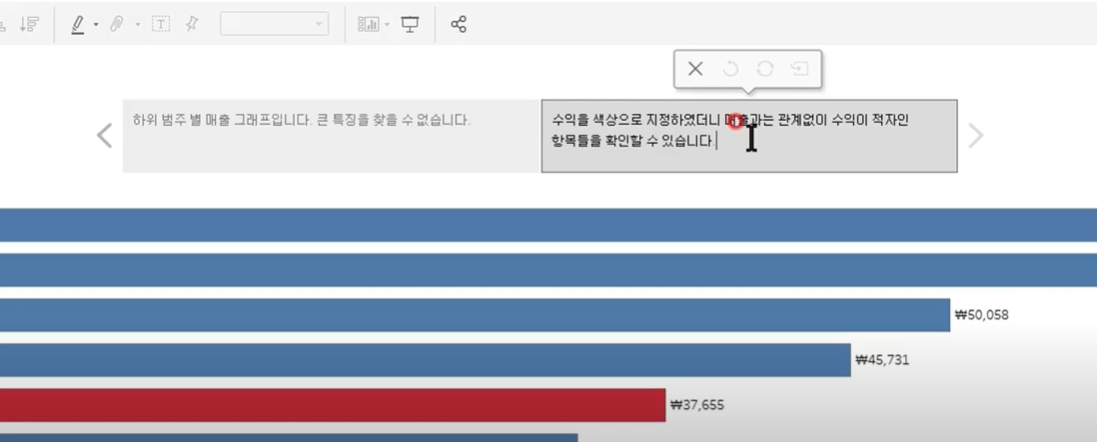 하위 범주 별 매출 그래프입니다. 큰 특징을 찾을 수 없습니다.
수익을 색상으로 지정하였더니 매출과는 관계없이 수익이 적자인
항목들을 확인할 수 있습니다.
₩50,058
₩45,731
₩37,655